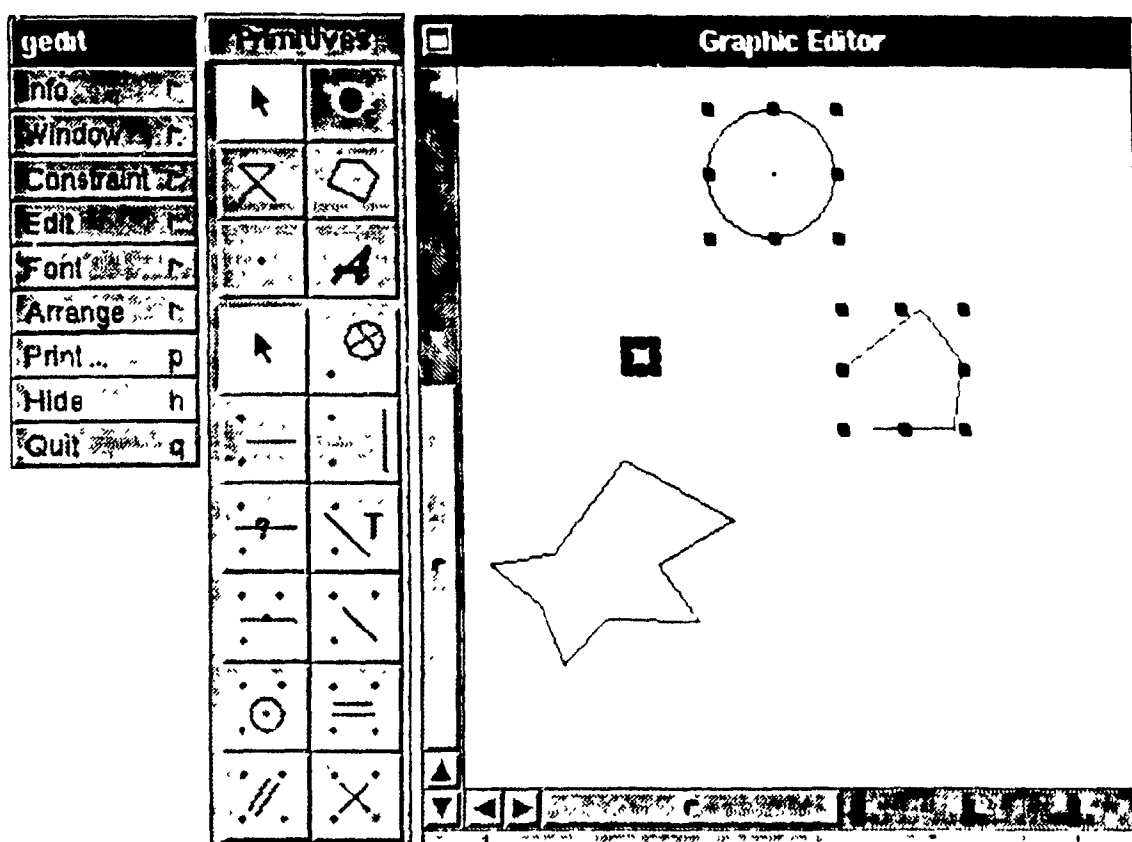 gedit
Info r
Window r
Constraint r
Edit r
Font r
Arrange r
Print ... p
Hide h
Quit q
Primitives
A
?
T
Graphic Editor